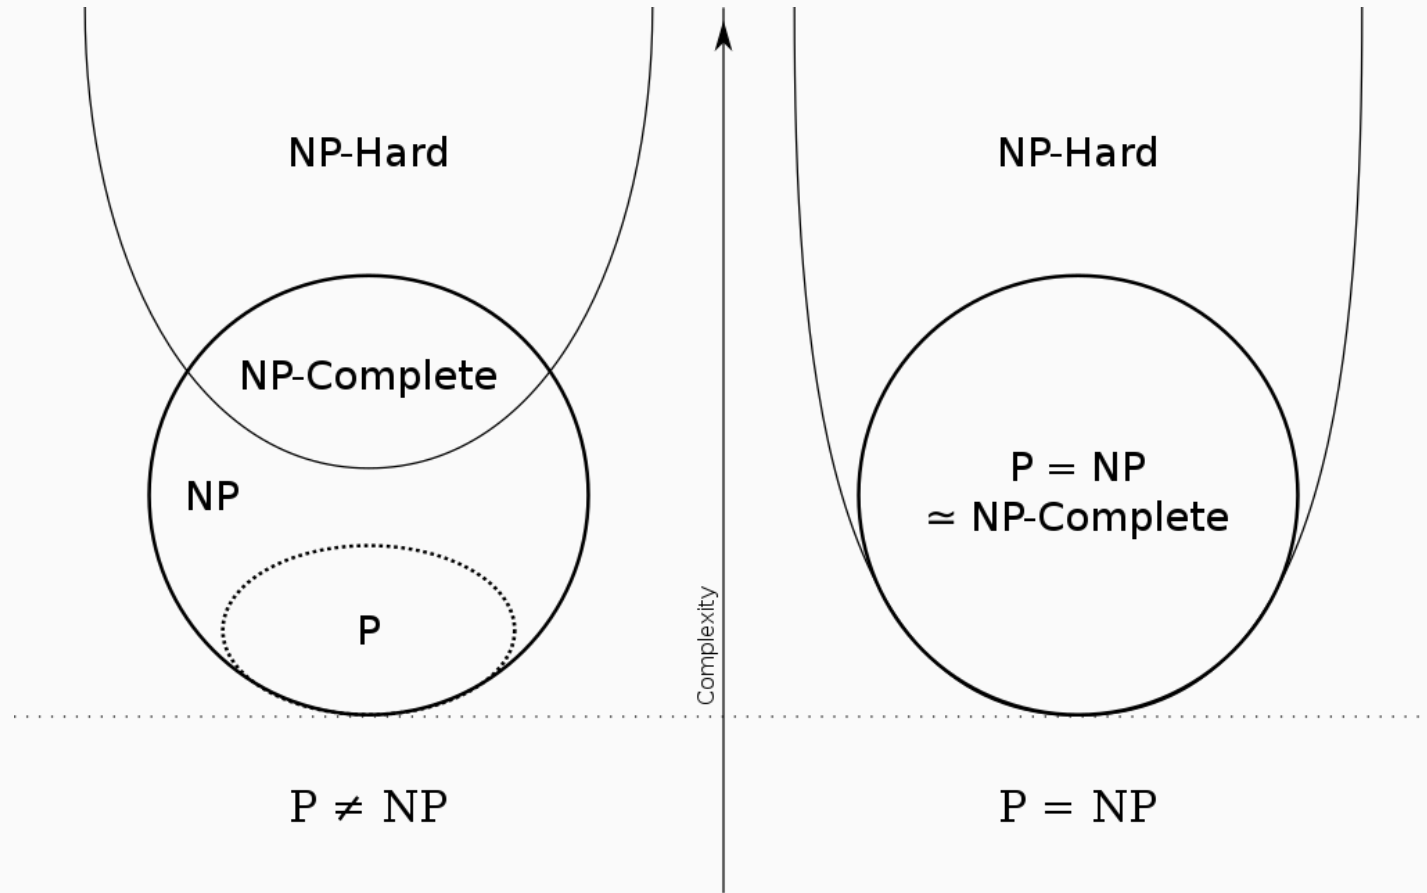 NP-Hard
NP-Complete
NP
P
P ≠ NP
Complexity
NP-Hard
P = NP
≃ NP-Complete
P = NP